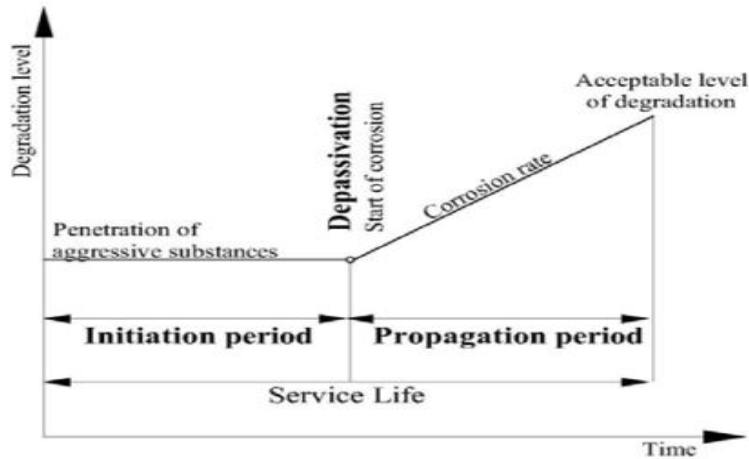 Degradation level
Penetration of
aggressive substances
Depassivation
Start of corrosion
Corrosion rate
Acceptable level
of degradation
Initiation period
Propagation period
Service Life
Time